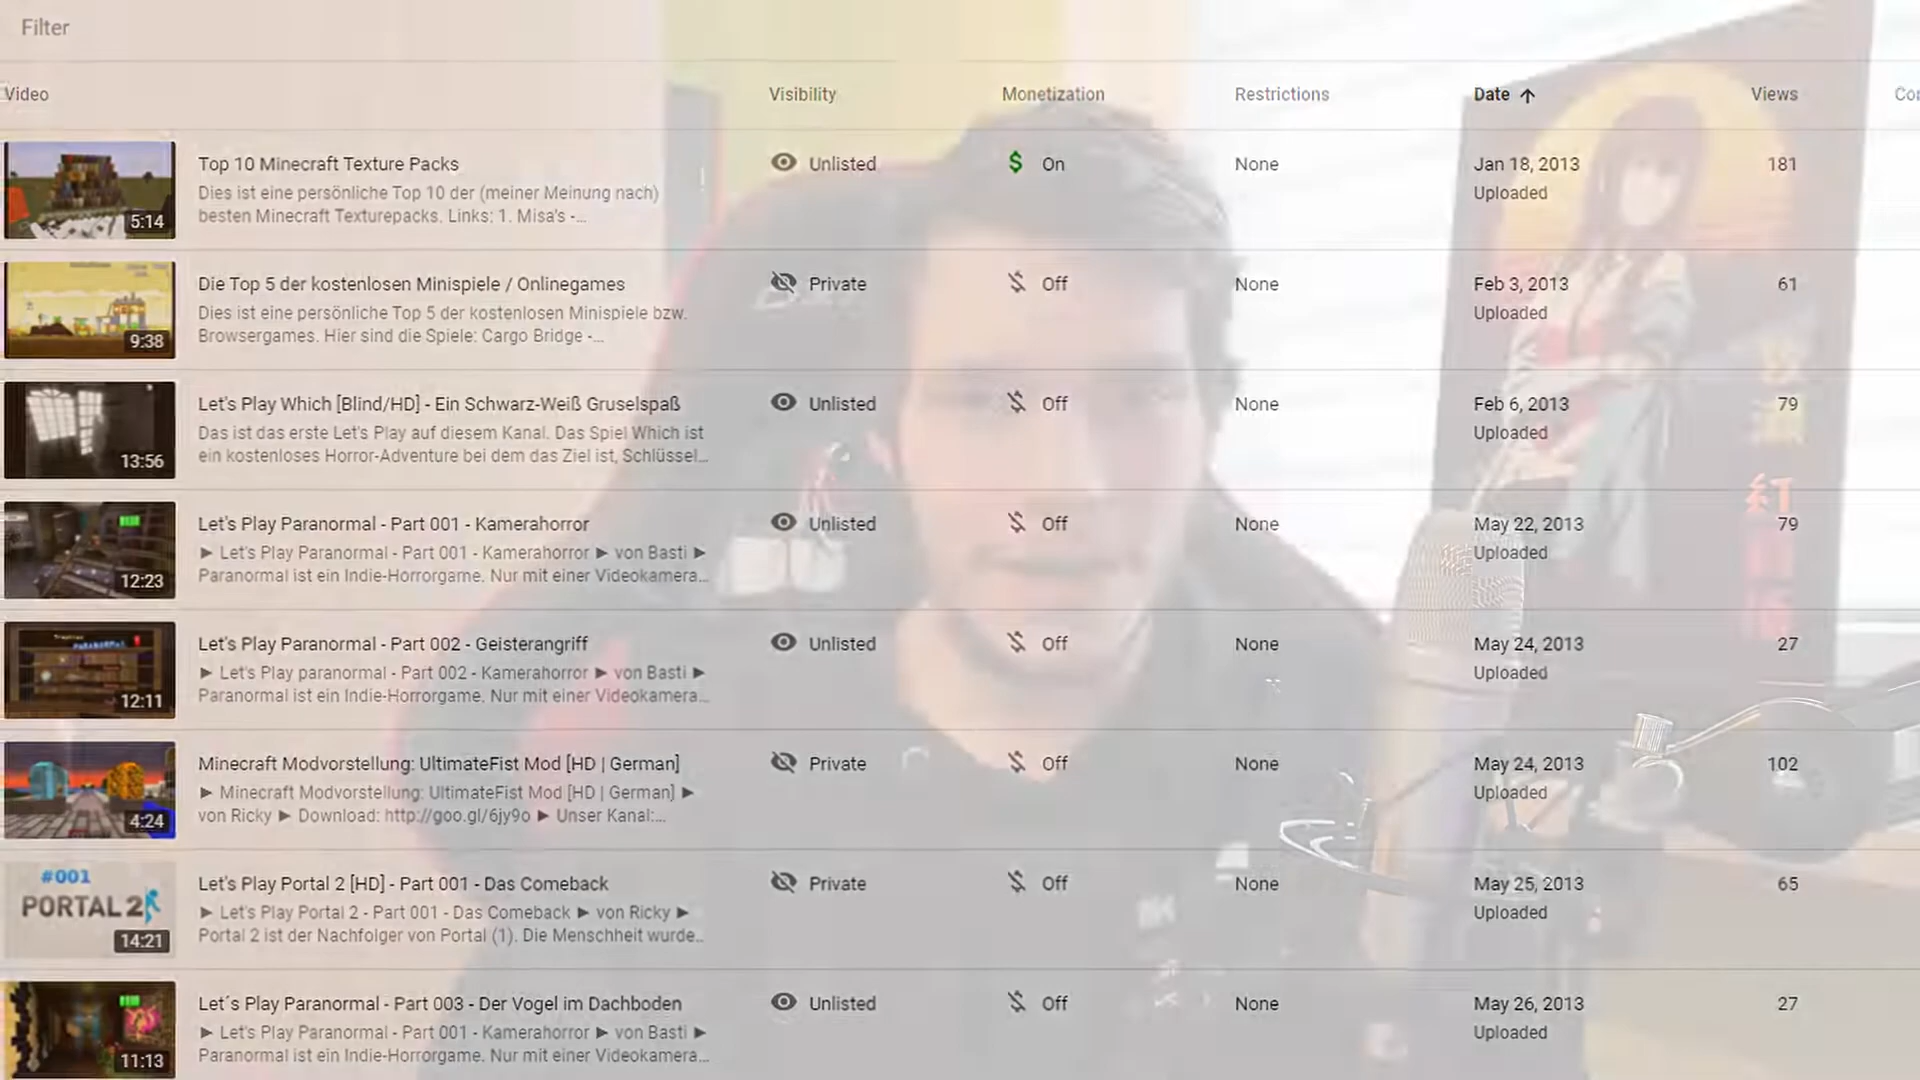 Filter
Video Visibility Monetization Restrictions Date Views
Top 10 Minecraft Texture Packs Unlisted $ On None Jan 18, 2013 181
Dies ist eine persönliche Top 10 der (meiner Meinung nach) Uploaded
besten Minecraft Texturepacks. Links: 1. Misa's -...
5:14
Die Top 5 der kostenlosen Minispiele / Onlinegames Private Off None Feb 3, 2013 61
Dies ist eine persönliche Top 5 der kostenlosen Minispiele bzw. Uploaded
Browsergames. Hier sind die Spiele: Cargo Bridge -...
9:38
Let's Play Which [Blind/HD] - Ein Schwarz-Weiß Gruselspaß Unlisted Off None Feb 6, 2013 79
Das ist das erste Let's Play auf diesem Kanal. Das Spiel Which ist Uploaded
ein kostenloses Horror-Adventure bei dem das Ziel ist, Schlüssel...
13:56
Let's Play Paranormal - Part 001 - Kamerahorror Unlisted Off None May 22, 2013 79
► Let's Play Paranormal - Part 001 - Kamerahorror ► von Basti ► Uploaded
Paranormal ist ein Indie-Horrorgame. Nur mit einer Videokamera...
12:23
Let's Play Paranormal - Part 002 - Geisterangriff Unlisted Off None May 24, 2013 27
► Let's Play paranormal - Part 002 - Kamerahorror ► von Basti ► Uploaded
Paranormal ist ein Indie-Horrorgame. Nur mit einer Videokamera...
12:11
Minecraft Modvorstellung: UltimateFist Mod [HD | German] Private Off None May 24, 2013 102
► Minecraft Modvorstellung: UltimateFist Mod [HD | German] ► Uploaded
von Ricky ► Download: http://goo.gl/6jy9o ► Unser Kanal:...
4:24
Let's Play Portal 2 [HD] - Part 001 - Das Comeback Private Off None May 25, 2013 65
#001
PORTAL 2
► Let's Play Portal 2 - Part 001 - Das Comeback ► von Ricky ► Uploaded
Portal 2 ist der Nachfolger von Portal (1). Die Menschheit wurde...
14:21
Let´s Play Paranormal - Part 003 - Der Vogel im Dachboden Unlisted Off None May 26, 2013 27
► Let's Play Paranormal - Part 001 - Kamerahorror ► von Basti ► Uploaded
Paranormal ist ein Indie-Horrorgame. Nur mit einer Videokamera...
11:13